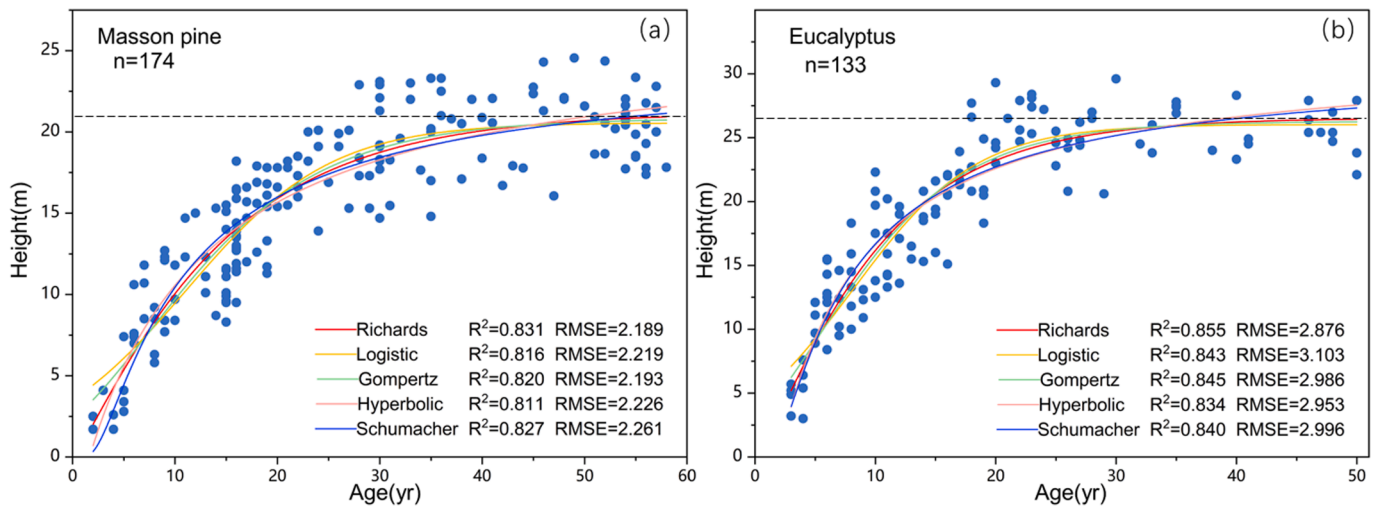 (a)
Masson pine
n=174
Height(m)
25
20
15
10
5
0
Richards R²=0.831 RMSE=2.189
Logistic R²=0.816 RMSE=2.219
Gompertz R²=0.820 RMSE=2.193
Hyperbolic R²=0.811 RMSE=2.226
Schumacher R²=0.827 RMSE=2.261
0 10 20 30 40 50 60
Age(yr)
(b)
Eucalyptus
n=133
Height(m)
30
25
20
15
10
5
0
Richards R²=0.855 RMSE=2.876
Logistic R²=0.843 RMSE=3.103
Gompertz R²=0.845 RMSE=2.986
Hyperbolic R²=0.834 RMSE=2.953
Schumacher R²=0.840 RMSE=2.996
0 10 20 30 40 50
Age(yr)